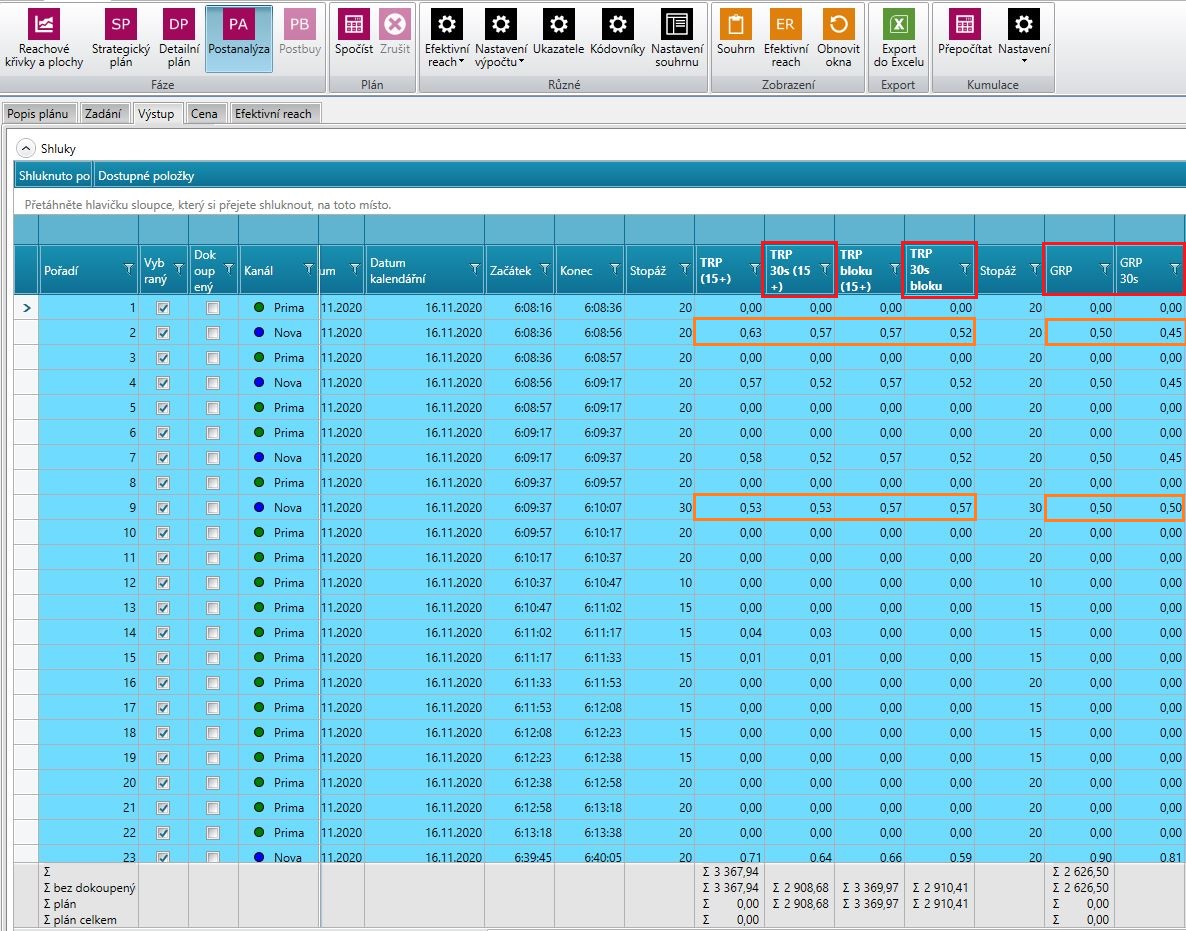 SP DP PA PB ER
Reachové křivky a plochy Strategický plán Detailní plán Postanalýza Postbuy Spočíst Zrušit Efektivní reach Nastavení výpočtu Ukazatele Kódovníky Nastavení souhrnu Souhrn Efektivní reach Obnovit okna Export do Excelu Přepočítat Nastavení
Fáze Plán Různé Zobrazení Export Kumulace
Popis plánu Zadání Výstup Cena Efektivní reach
Shluky
Shluknuto po Dostupné položky
Přetáhněte hlavičku sloupce, který si přejete shluknout, na toto místo.
Pořadí Vybraný Dokoupený Kanál um Datum kalendářní Začátek Konec Stopáž TRP (15+) TRP 30s (15+) TRP bloku (15+) TRP 30s bloku Stopáž GRP GRP 30s
1 Prima 11.2020 16.11.2020 6:08:16 6:08:36 20 0,00 0,00 0,00 0,00 20 0,00 0,00
2 Nova 11.2020 16.11.2020 6:08:36 6:08:56 20 0,63 0,57 0,57 0,52 20 0,50 0,45
3 Prima 11.2020 16.11.2020 6:08:36 6:08:57 20 0,00 0,00 0,00 0,00 20 0,00 0,00
4 Nova 11.2020 16.11.2020 6:08:56 6:09:17 20 0,57 0,52 0,57 0,52 20 0,50 0,45
5 Prima 11.2020 16.11.2020 6:08:57 6:09:17 20 0,00 0,00 0,00 0,00 20 0,00 0,00
6 Prima 11.2020 16.11.2020 6:09:17 6:09:37 20 0,00 0,00 0,00 0,00 20 0,00 0,00
7 Nova 11.2020 16.11.2020 6:09:17 6:09:37 20 0,58 0,52 0,57 0,52 20 0,50 0,45
8 Prima 11.2020 16.11.2020 6:09:37 6:09:57 20 0,00 0,00 0,00 0,00 20 0,00 0,00
9 Nova 11.2020 16.11.2020 6:09:37 6:10:07 30 0,53 0,53 0,57 0,57 30 0,50 0,50
10 Prima 11.2020 16.11.2020 6:09:57 6:10:17 20 0,00 0,00 0,00 0,00 20 0,00 0,00
11 Prima 11.2020 16.11.2020 6:10:17 6:10:37 20 0,00 0,00 0,00 0,00 20 0,00 0,00
12 Prima 11.2020 16.11.2020 6:10:37 6:10:47 10 0,00 0,00 0,00 0,00 10 0,00 0,00
13 Prima 11.2020 16.11.2020 6:10:47 6:11:02 15 0,00 0,00 0,00 0,00 15 0,00 0,00
14 Prima 11.2020 16.11.2020 6:11:02 6:11:17 15 0,04 0,03 0,00 0,00 15 0,00 0,00
15 Prima 11.2020 16.11.2020 6:11:17 6:11:33 15 0,01 0,01 0,00 0,00 15 0,00 0,00
16 Prima 11.2020 16.11.2020 6:11:33 6:11:53 20 0,00 0,00 0,00 0,00 20 0,00 0,00
17 Prima 11.2020 16.11.2020 6:11:53 6:12:08 15 0,00 0,00 0,00 0,00 15 0,00 0,00
18 Prima 11.2020 16.11.2020 6:12:08 6:12:23 15 0,00 0,00 0,00 0,00 15 0,00 0,00
19 Prima 11.2020 16.11.2020 6:12:23 6:12:38 15 0,00 0,00 0,00 0,00 15 0,00 0,00
20 Prima 11.2020 16.11.2020 6:12:38 6:12:58 20 0,00 0,00 0,00 0,00 20 0,00 0,00
21 Prima 11.2020 16.11.2020 6:12:58 6:13:18 20 0,00 0,00 0,00 0,00 20 0,00 0,00
22 Prima 11.2020 16.11.2020 6:13:18 6:13:38 20 0,00 0,00 0,00 0,00 20 0,00 0,00
23 Nova 11.2020 16.11.2020 6:39:45 6:40:05 20 0,71 0,64 0,66 0,59 20 0,90 0,81
Σ Σ 3 367,94 Σ 2 626,50
Σ bez dokoupený Σ 3 367,94 Σ 2 908,68 Σ 3 369,97 Σ 2 910,41 Σ 2 626,50
Σ plán Σ 0,00 Σ 2 908,68 Σ 3 369,97 Σ 2 910,41 Σ 0,00
Σ plán celkem Σ 0,00 Σ 0,00